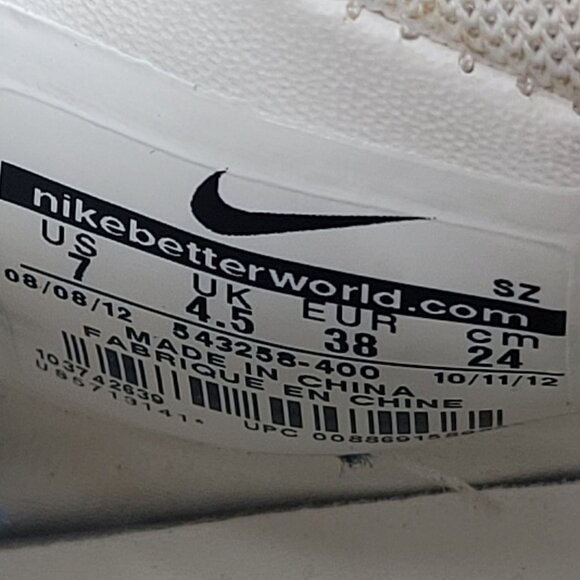 nikebetterworld.com
SZ
US UK EUR cm
7 4.5 38 24
08/08/12 543258-400 10/11/12
MADE IN CHINA
FABRIQUE EN CHINE
103742639
UPC